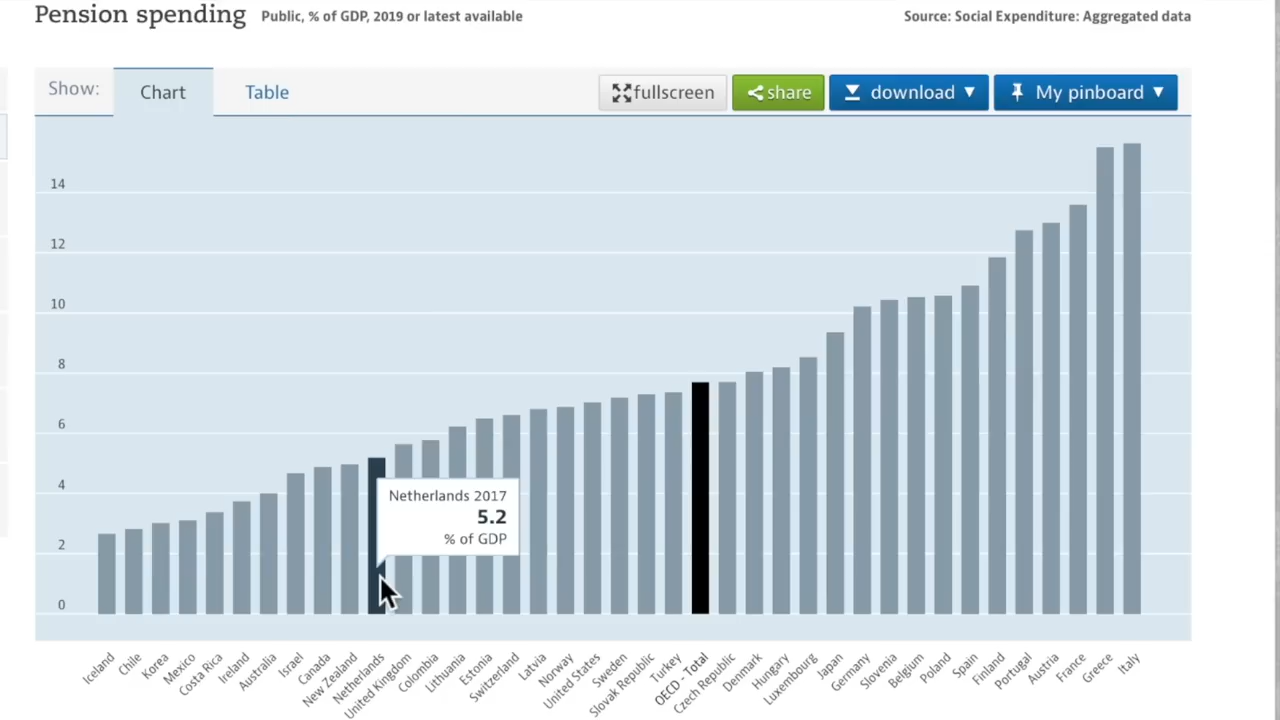 Pension spending Public, % of GDP, 2019 or latest available Source: Social Expenditure: Aggregated data
Show: Chart Table fullscreen share download ▼ My pinboard ▼
14
12
10
8
6
4
2
0
Netherlands 2017
5.2
% of GDP
Iceland
Chile
Korea
Mexico
Costa Rica
Ireland
Australia
Israel
Canada
New Zealand
Netherlands
United Kingdom
Colombia
Lithuania
Estonia
Switzerland
Latvia
Norway
United States
Sweden
Slovak Republic
Turkey
OECD - Total
Czech Republic
Denmark
Hungary
Luxembourg
Japan
Germany
Slovenia
Belgium
Poland
Spain
Finland
Portugal
Austria
France
Greece
Italy